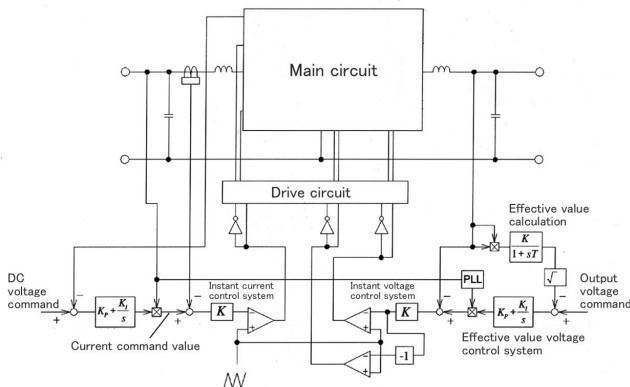 Main circuit
Drive circuit
Effective value
calculation
K
1 + sT
√
DC
voltage
command
−
+
K_P + K_I
s
Current command value
−
+
Instant current
control system
K
−
+
PLL
Instant voltage
control system
K
−
+
−
+
-1
−
+
K_P + K_I
s
Effective value voltage
control system
−
+
Output
voltage
command